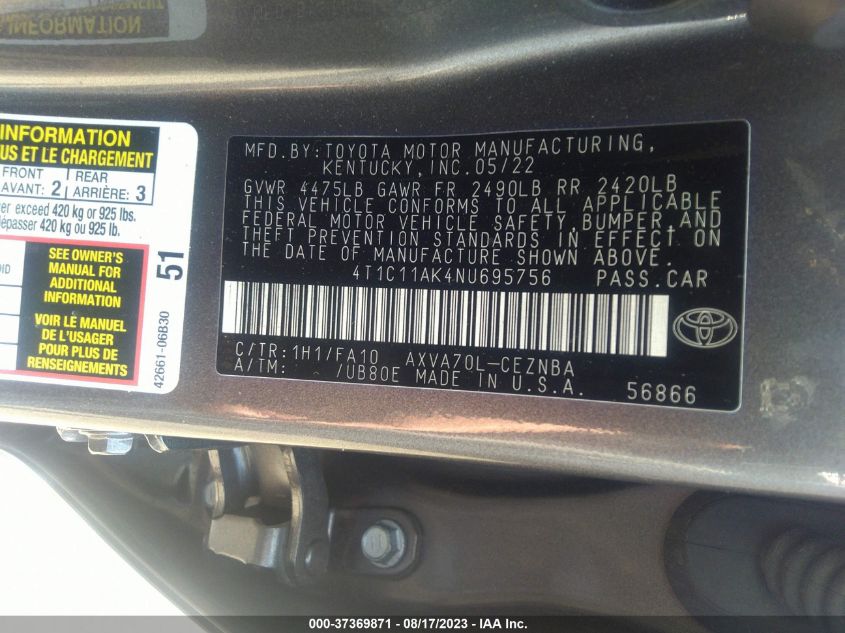 INFORMATION
INFORMATION
US ET LE CHARGEMENT
FRONT
AVANT: 2
REAR
ARRIÈRE: 3
er exceed 420 kg or 925 lbs.
dépasser 420 kg ou 925 lb.
SEE OWNER'S
MANUAL FOR
ADDITIONAL
INFORMATION
VOIR LE MANUEL
DE L'USAGER
POUR PLUS DE
RENSEIGNEMENTS
51
42661-06B30
MFD.BY:TOYOTA MOTOR MANUFACTURING,
KENTUCKY, INC.05/22
GVWR 4475LB GAWR FR 2490LB RR 2420LB
THIS VEHICLE CONFORMS TO ALL APPLICABLE
FEDERAL MOTOR VEHICLE SAFETY,BUMPER,AND
THEFT PREVENTION STANDARDS IN EFFECT ON
THE DATE OF MANUFACTURE SHOWN ABOVE.
4T1C11AK4NU695756 PASS.CAR
C/TR:1H1/FA10 AXVA70L-CEZNBA
A/TM: /UB80E MADE IN U.S.A.
56866
000-37369871 - 08/17/2023 - IAA Inc.